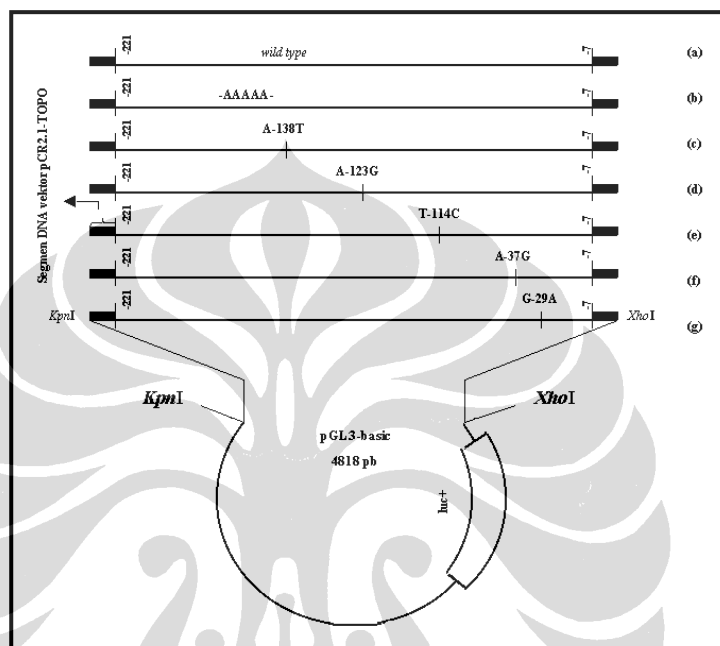 -221 wild type -7 (a)
-221 -AAAAA- -7 (b)
-221 A-138T -7 (c)
-221 A-123G -7 (d)
-221 T-114C -7 (e)
-221 A-37G -7 (f)
KpnI -221 G-29A -7 XhoI (g)
Segmen DNA vektor pCR2.1-TOPO
KpnI XhoI
pGL3-basic
4818 pb
luc+